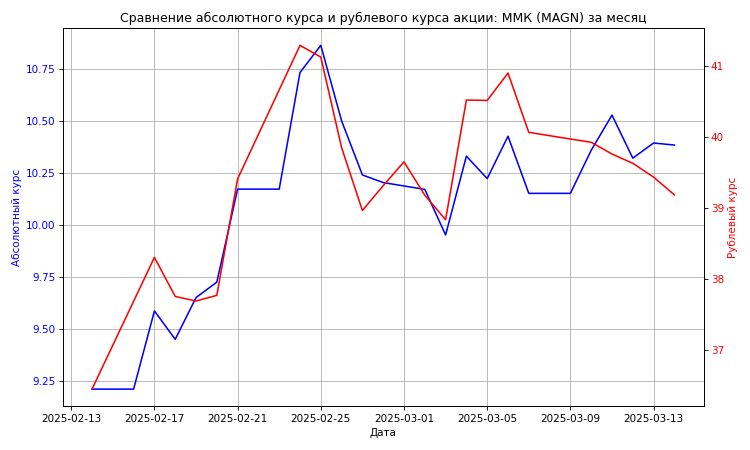 Сравнение абсолютного курса и рублевого курса акции: ММК (MAGN) за месяц
10.75
10.50
10.25
10.00
9.75
9.50
9.25
Абсолютный курс
41
40
39
38
37
Рублевый курс
2025-02-13 2025-02-17 2025-02-21 2025-02-25 2025-03-01 2025-03-05 2025-03-09 2025-03-13
Дата